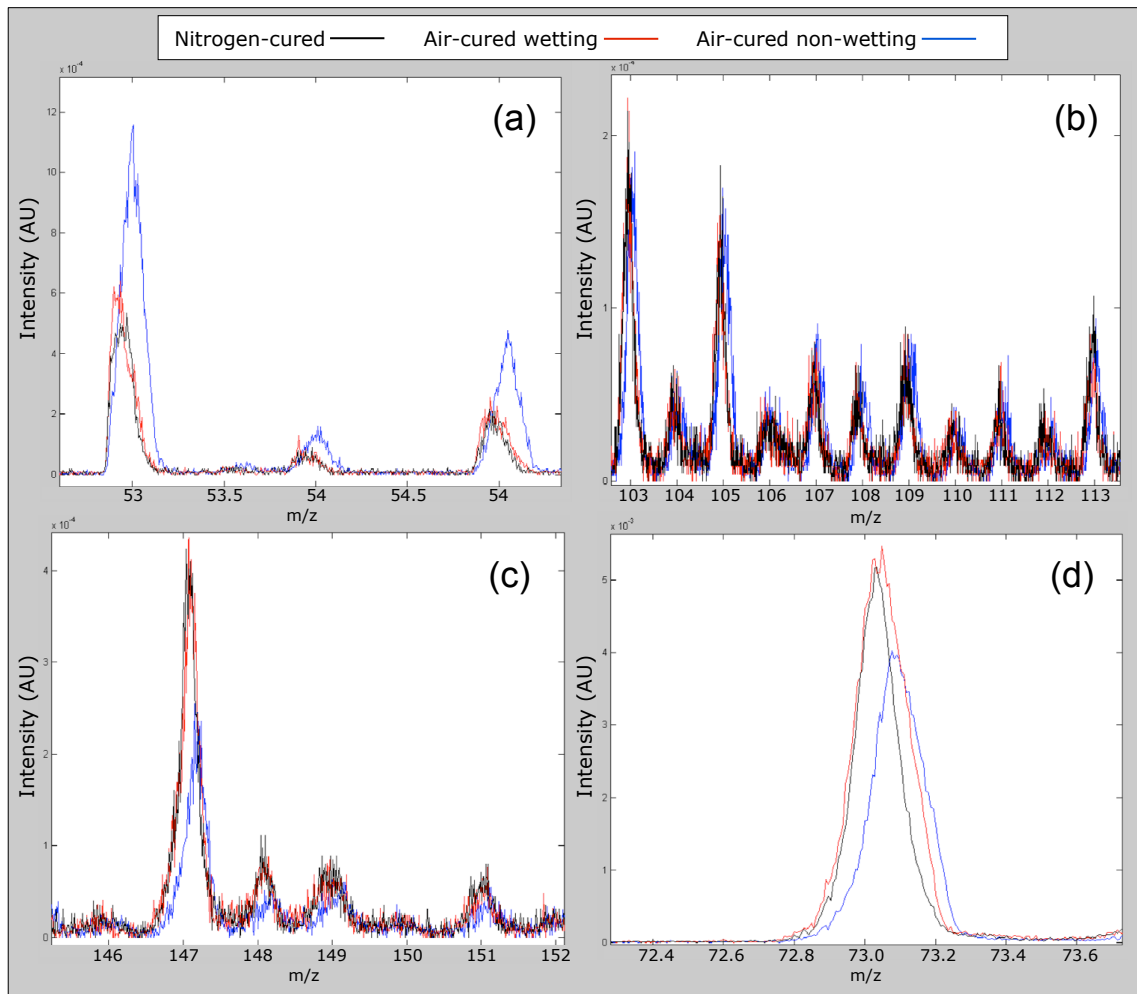 Nitrogen-cured Air-cured wetting Air-cured non-wetting
x 10⁻⁴
(a)
12
10
8
6
4
2
0
Intensity (AU)
53 53.5 54 54.5 54
m/z
x 10⁻⁴
(b)
2
1
0
Intensity (AU)
103 104 105 106 107 108 109 110 111 112 113
m/z
x 10⁻⁴
(c)
4
3
2
1
0
Intensity (AU)
146 147 148 149 150 151 152
m/z
x 10⁻³
(d)
5
4
3
2
1
0
Intensity (AU)
72.4 72.6 72.8 73.0 73.2 73.4 73.6
m/z